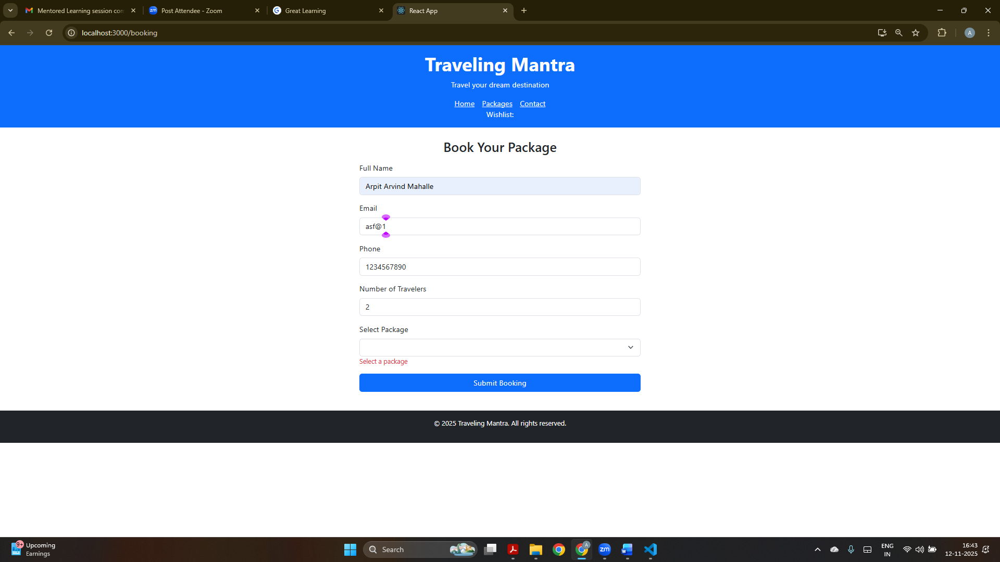 Mentored Learning session con
Post Attendee - Zoom
Great Learning
React App
localhost:3000/booking
A
Traveling Mantra
Travel your dream destination
Home Packages Contact
Wishlist:
Book Your Package
Full Name
Arpit Arvind Mahalle
Email
asf@1
Phone
1234567890
Number of Travelers
2
Select Package
Select a package
Submit Booking
© 2025 Traveling Mantra. All rights reserved.
9+
Upcoming
Earnings
Search
A
zm
W
ENG
IN
16:43
12-11-2025